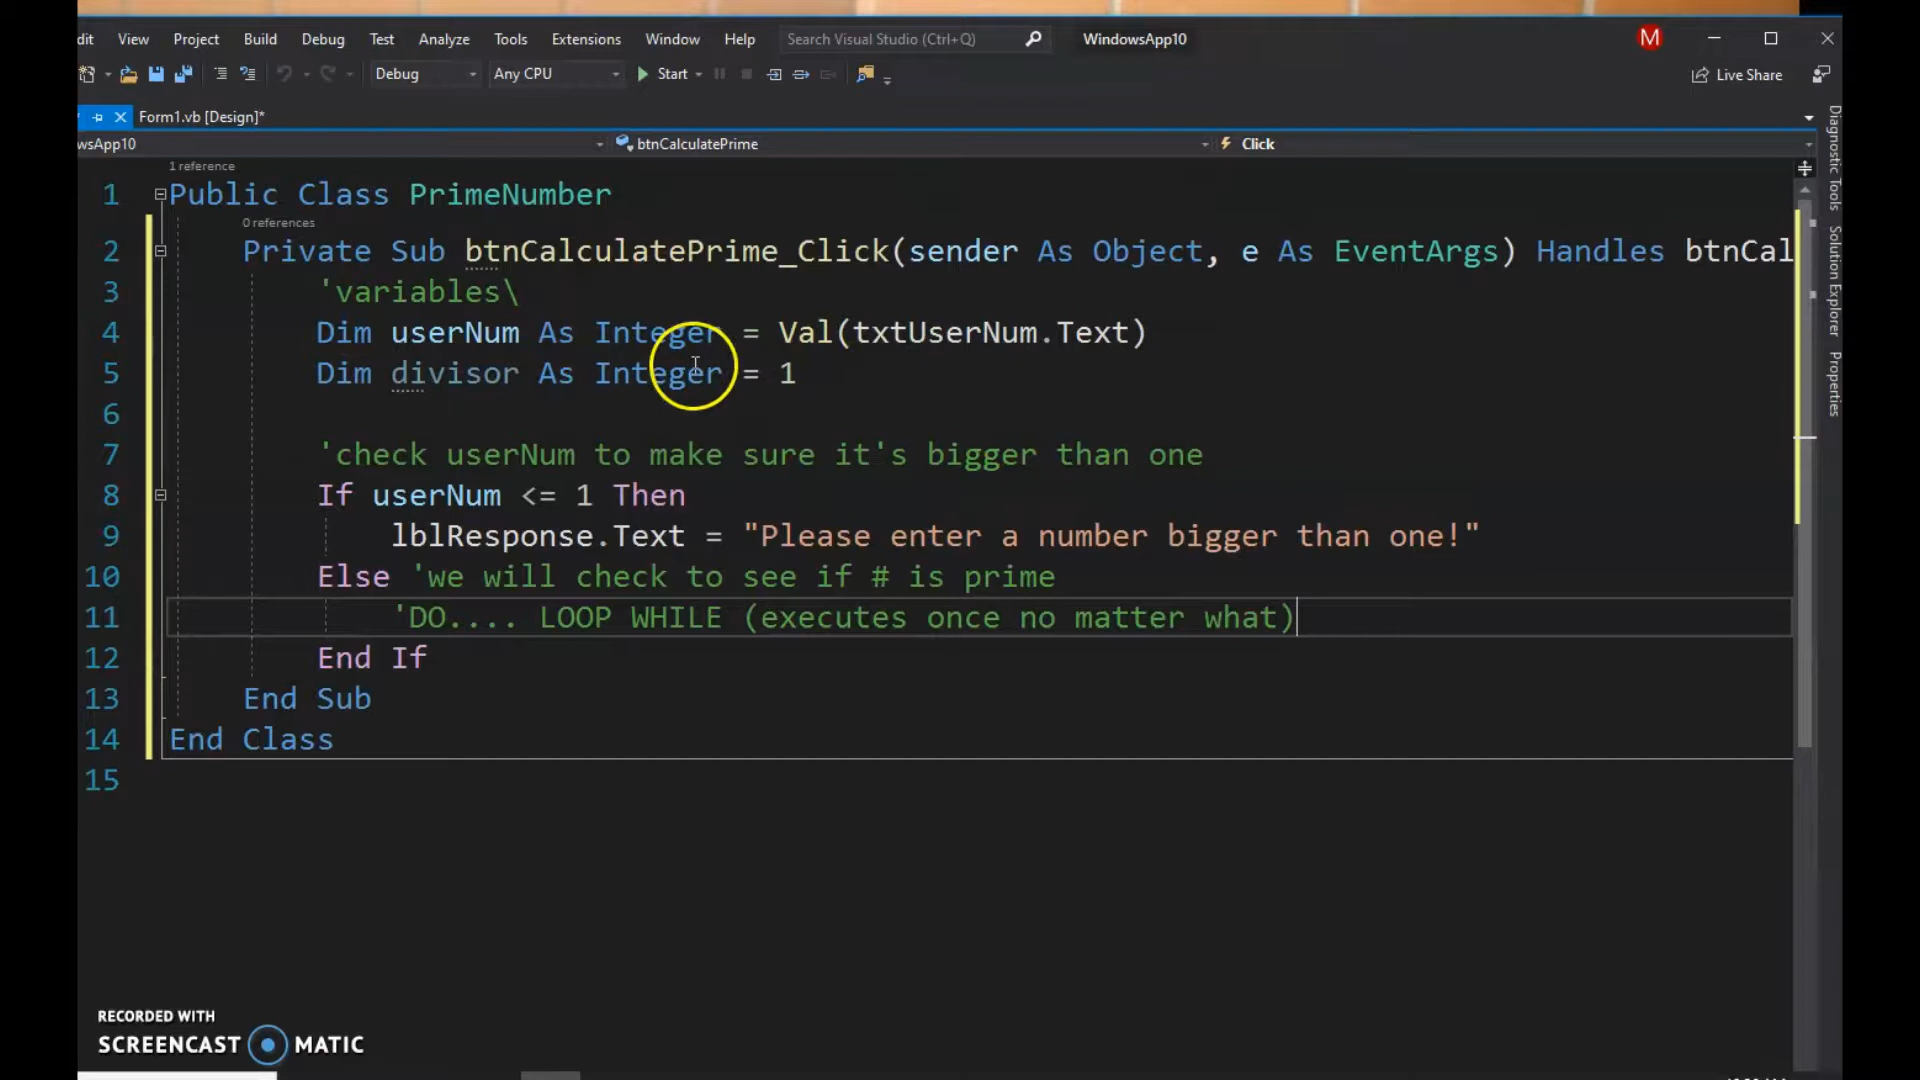 dit View Project Build Debug Test Analyze Tools Extensions Window Help Search Visual Studio (Ctrl+Q) WindowsApp10 M
Debug Any CPU Start Live Share
Form1.vb [Design]*
wsApp10 btnCalculatePrime Click
1 reference
1 Public Class PrimeNumber
0 references
2 Private Sub btnCalculatePrime_Click(sender As Object, e As EventArgs) Handles btnCal
3 'variables\
4 Dim userNum As Integer = Val(txtUserNum.Text)
5 Dim divisor As Integer = 1
6
7 'check userNum to make sure it's bigger than one
8 If userNum <= 1 Then
9 lblResponse.Text = "Please enter a number bigger than one!"
10 Else 'we will check to see if # is prime
11 'DO.... LOOP WHILE (executes once no matter what)
12 End If
13 End Sub
14 End Class
15
Diagnostic Tools
Solution Explorer
Properties
RECORDED WITH
SCREENCAST MATIC